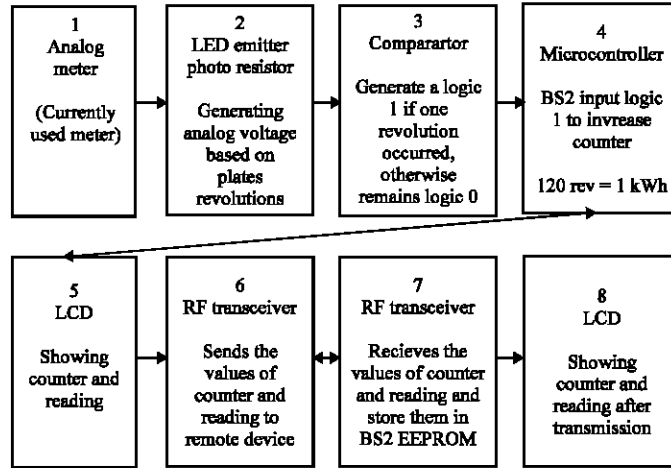 1
Analog
meter
(Currently
used meter)
2
LED emitter
photo resistor
Generating
analog voltage
based on
plates
revolutions
3
Comparartor
Generate a logic
1 if one
revolution
occurred,
otherwise
remains logic 0
4
Microcontroller
BS2 input logic
1 to invrease
counter
120 rev = 1 kWh
5
LCD
Showing
counter and
reading
6
RF transceiver
Sends the
values of
counter and
reading to
remote device
7
RF transceiver
Recieves the
values of counter
and reading and
store them in
BS2 EEPROM
8
LCD
Showing
counter and
reading after
transmission